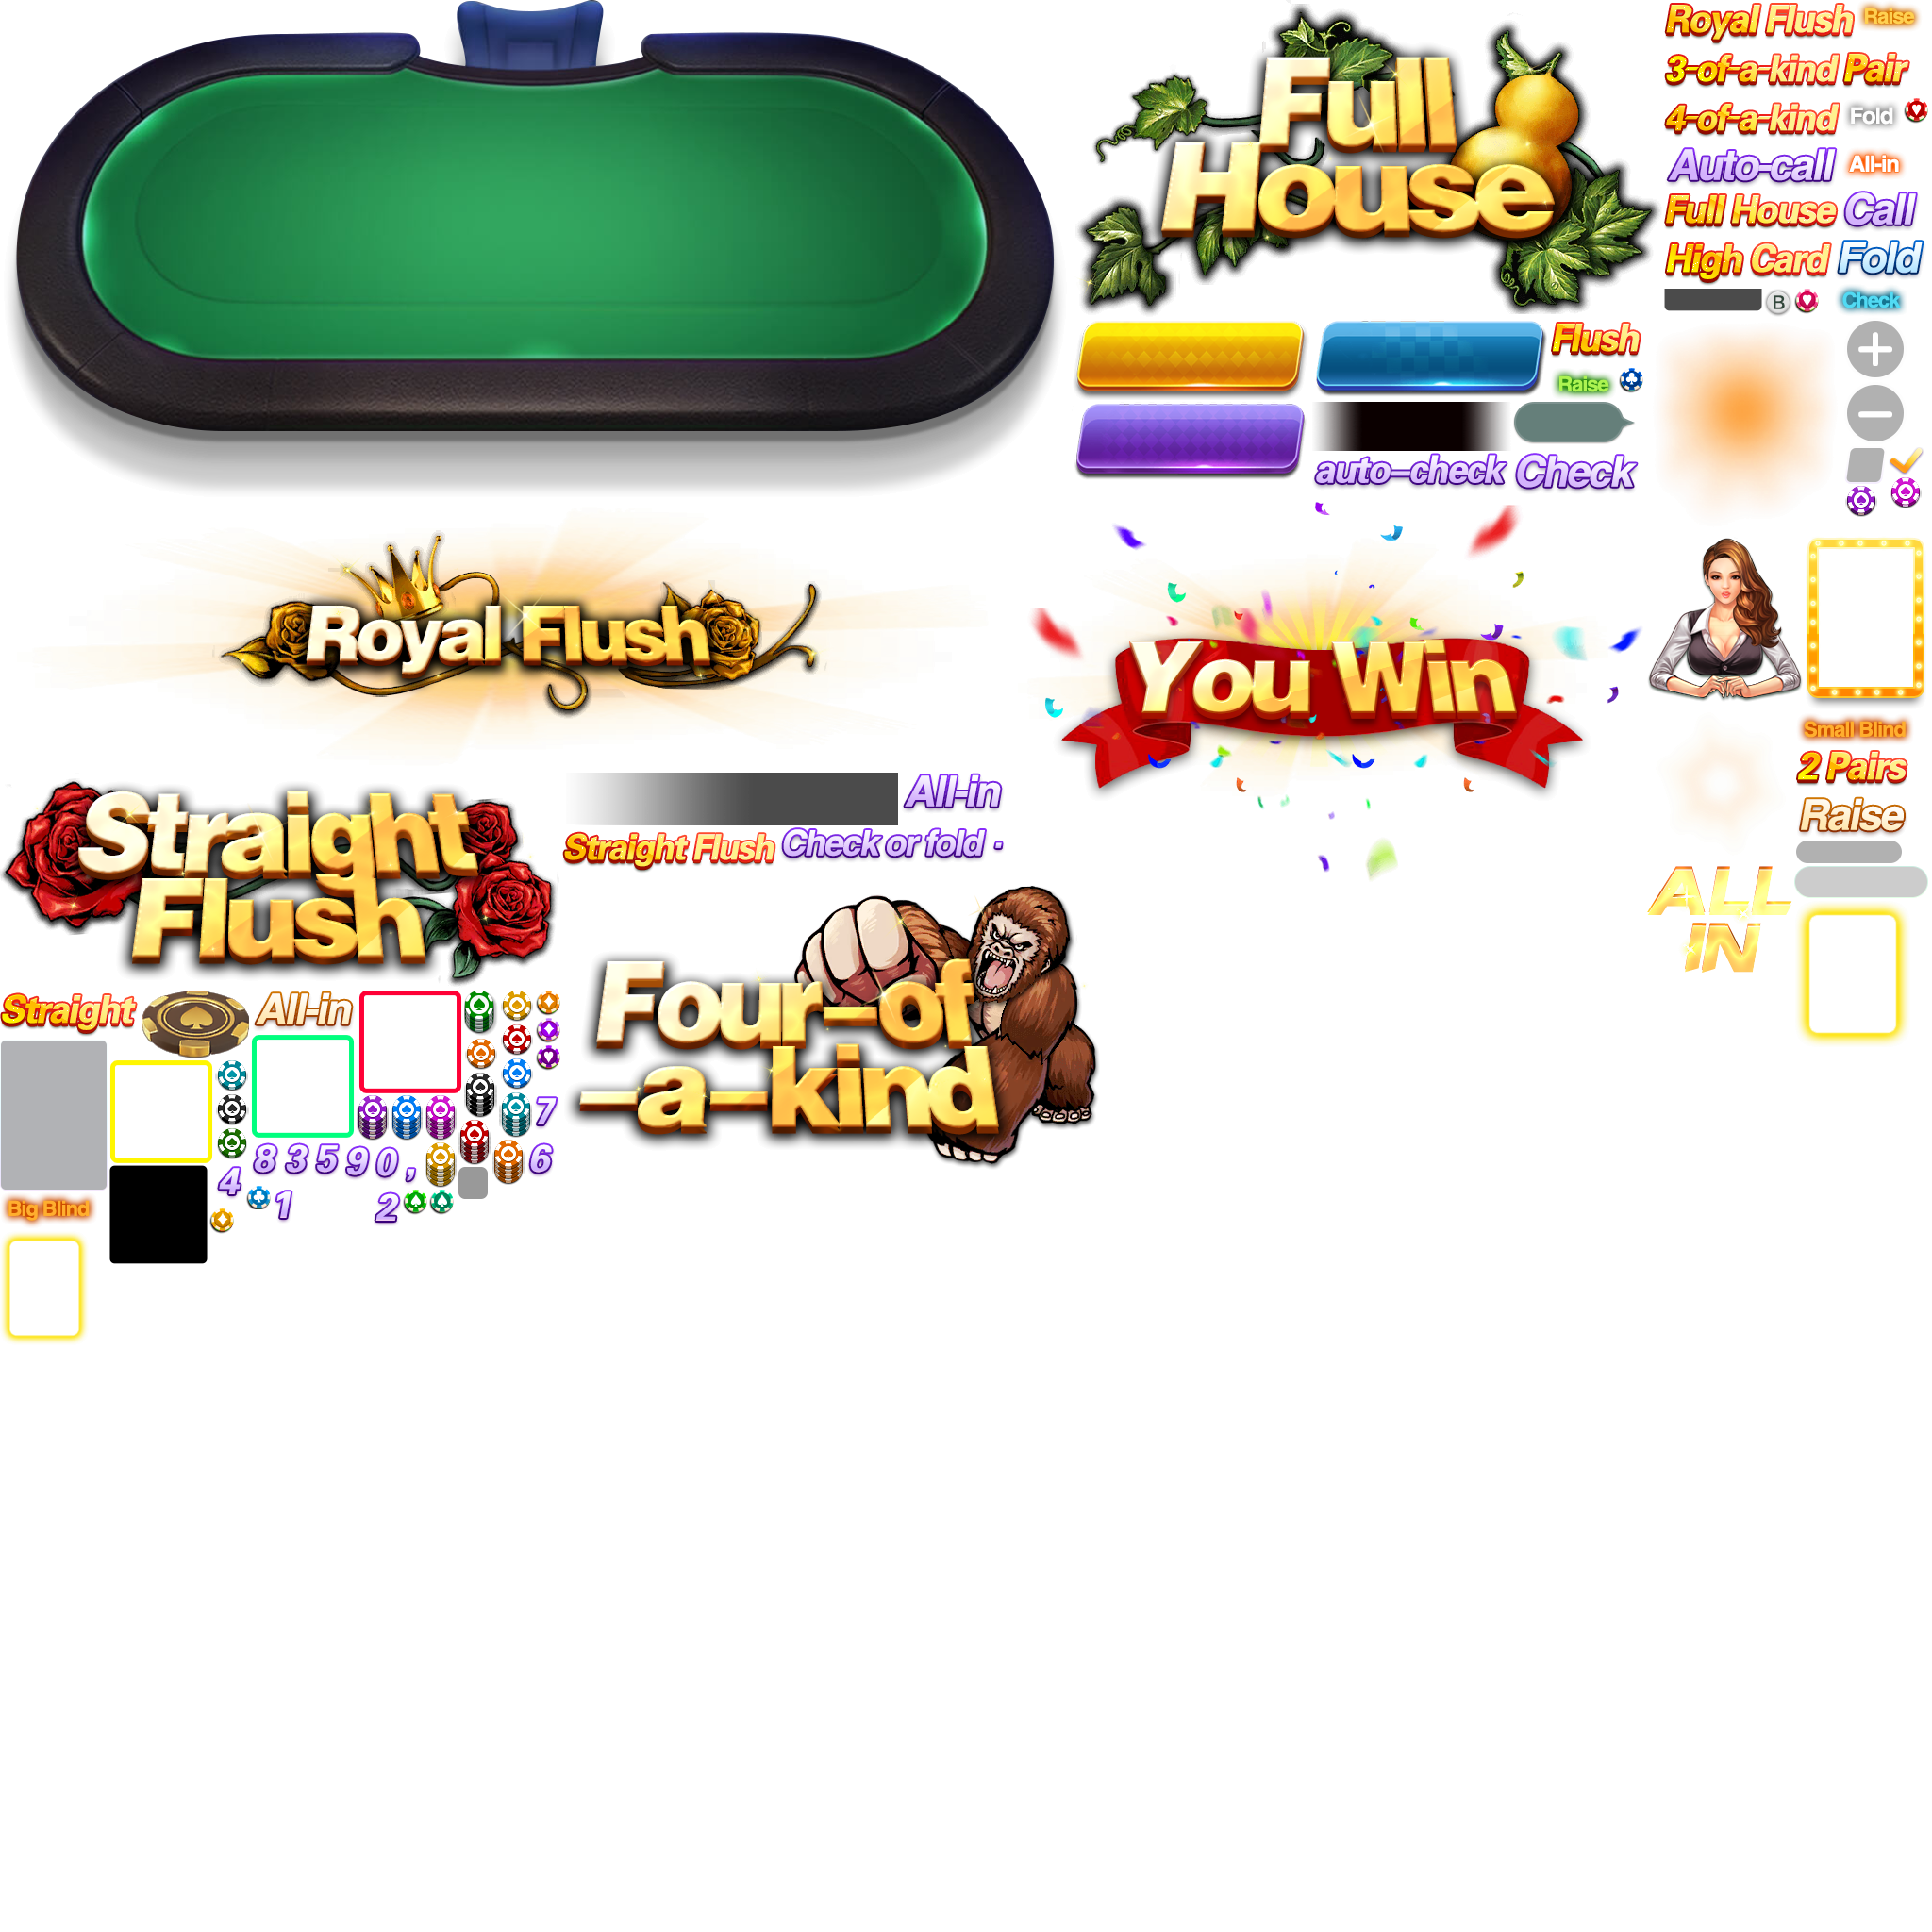 Full
House
Royal Flush
Raise
3-of-a-kind
Pair
4-of-a-kind
Fold
Auto-call
All-in
Full House
Call
High Card
Fold
B
Check
Flush
Raise
auto-check
Check
Royal Flush
You Win
Small Blind
2 Pairs
Raise
ALL
IN
Straight
Flush
All-in
Straight Flush
Check or fold ·
Four-of
-a-kind
Straight
All-in
7
8 3 5 9 0 ,
6
4
1
2
Big Blind